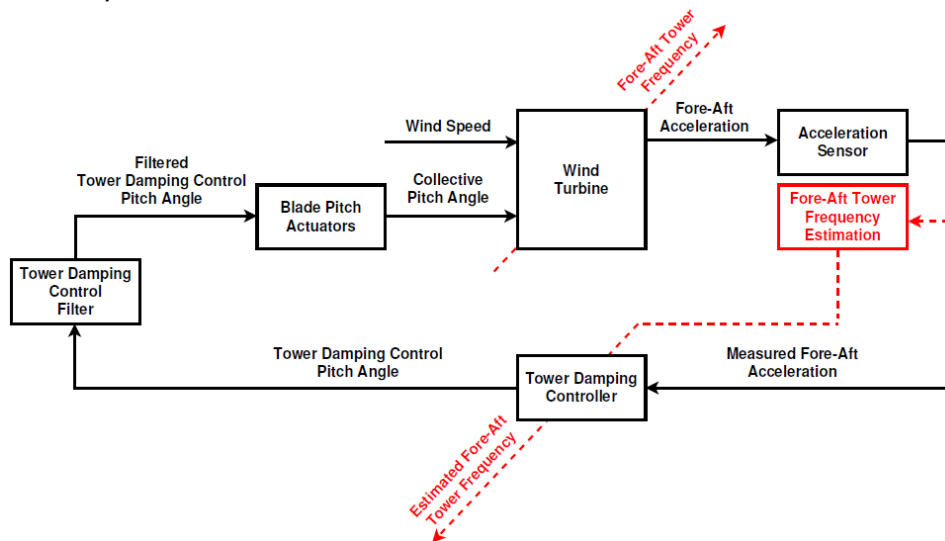 Fore-Aft Tower
Frequency
Wind Speed
Fore-Aft
Acceleration
Acceleration
Sensor
Filtered
Tower Damping Control
Pitch Angle
Collective
Pitch Angle
Wind
Turbine
Blade Pitch
Actuators
Fore-Aft Tower
Frequency
Estimation
Tower Damping
Control
Filter
Tower Damping Control
Pitch Angle
Measured Fore-Aft
Acceleration
Tower Damping
Controller
Estimated Fore-Aft
Tower Frequency